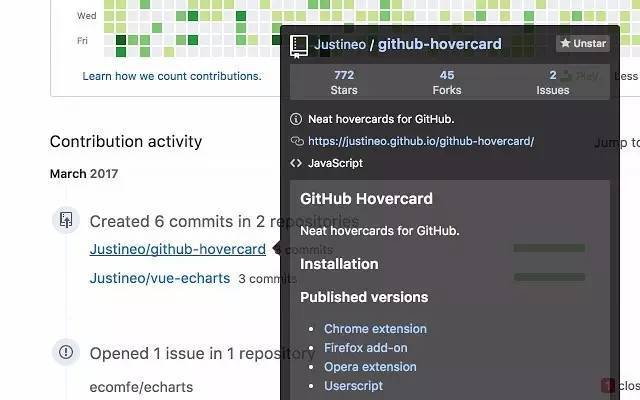 Wed
Fri
Learn how we count contributions.
Less
Contribution activity
Jump to
March 2017
Created 6 commits in 2 repositories
Justineo/github-hovercard
commits
Justineo/vue-echarts 3 commits
Opened 1 issue in 1 repository
ecomfe/echarts
1 clos
Justineo / github-hovercard
Unstar
772 45 2
Stars Forks Issues
Neat hovercards for GitHub.
https://justineo.github.io/github-hovercard/
JavaScript
GitHub Hovercard
Neat hovercards for GitHub.
Installation
Published versions
Chrome extension
Firefox add-on
Opera extension
Userscript